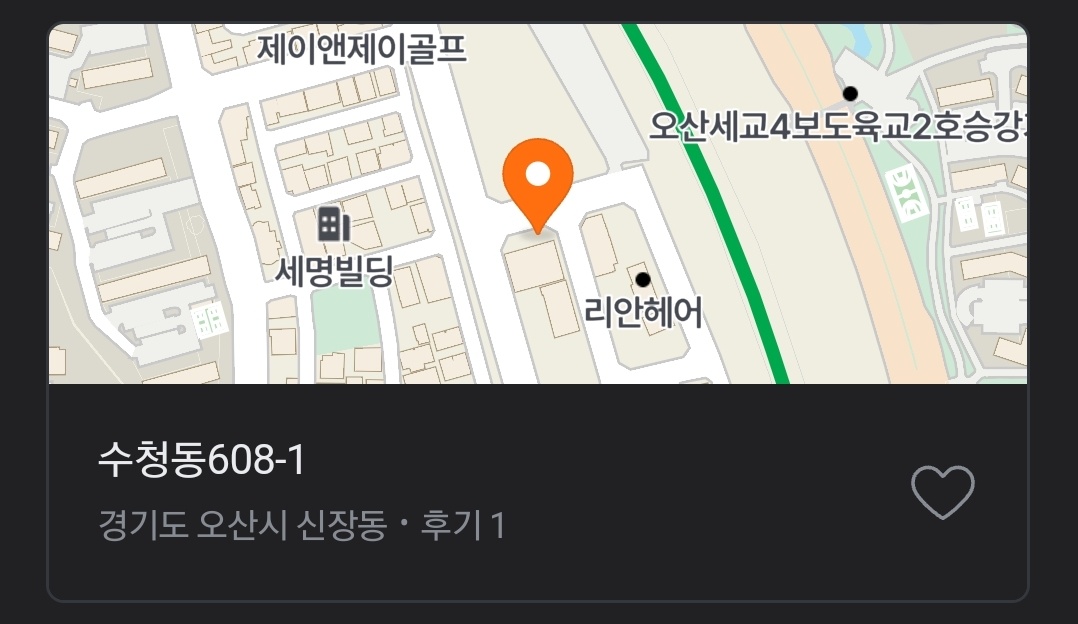 제이앤제이골프
오산세교4보도육교2호승강
세명빌딩
리안헤어
수청동608-1
경기도 오산시 신장동 · 후기 1